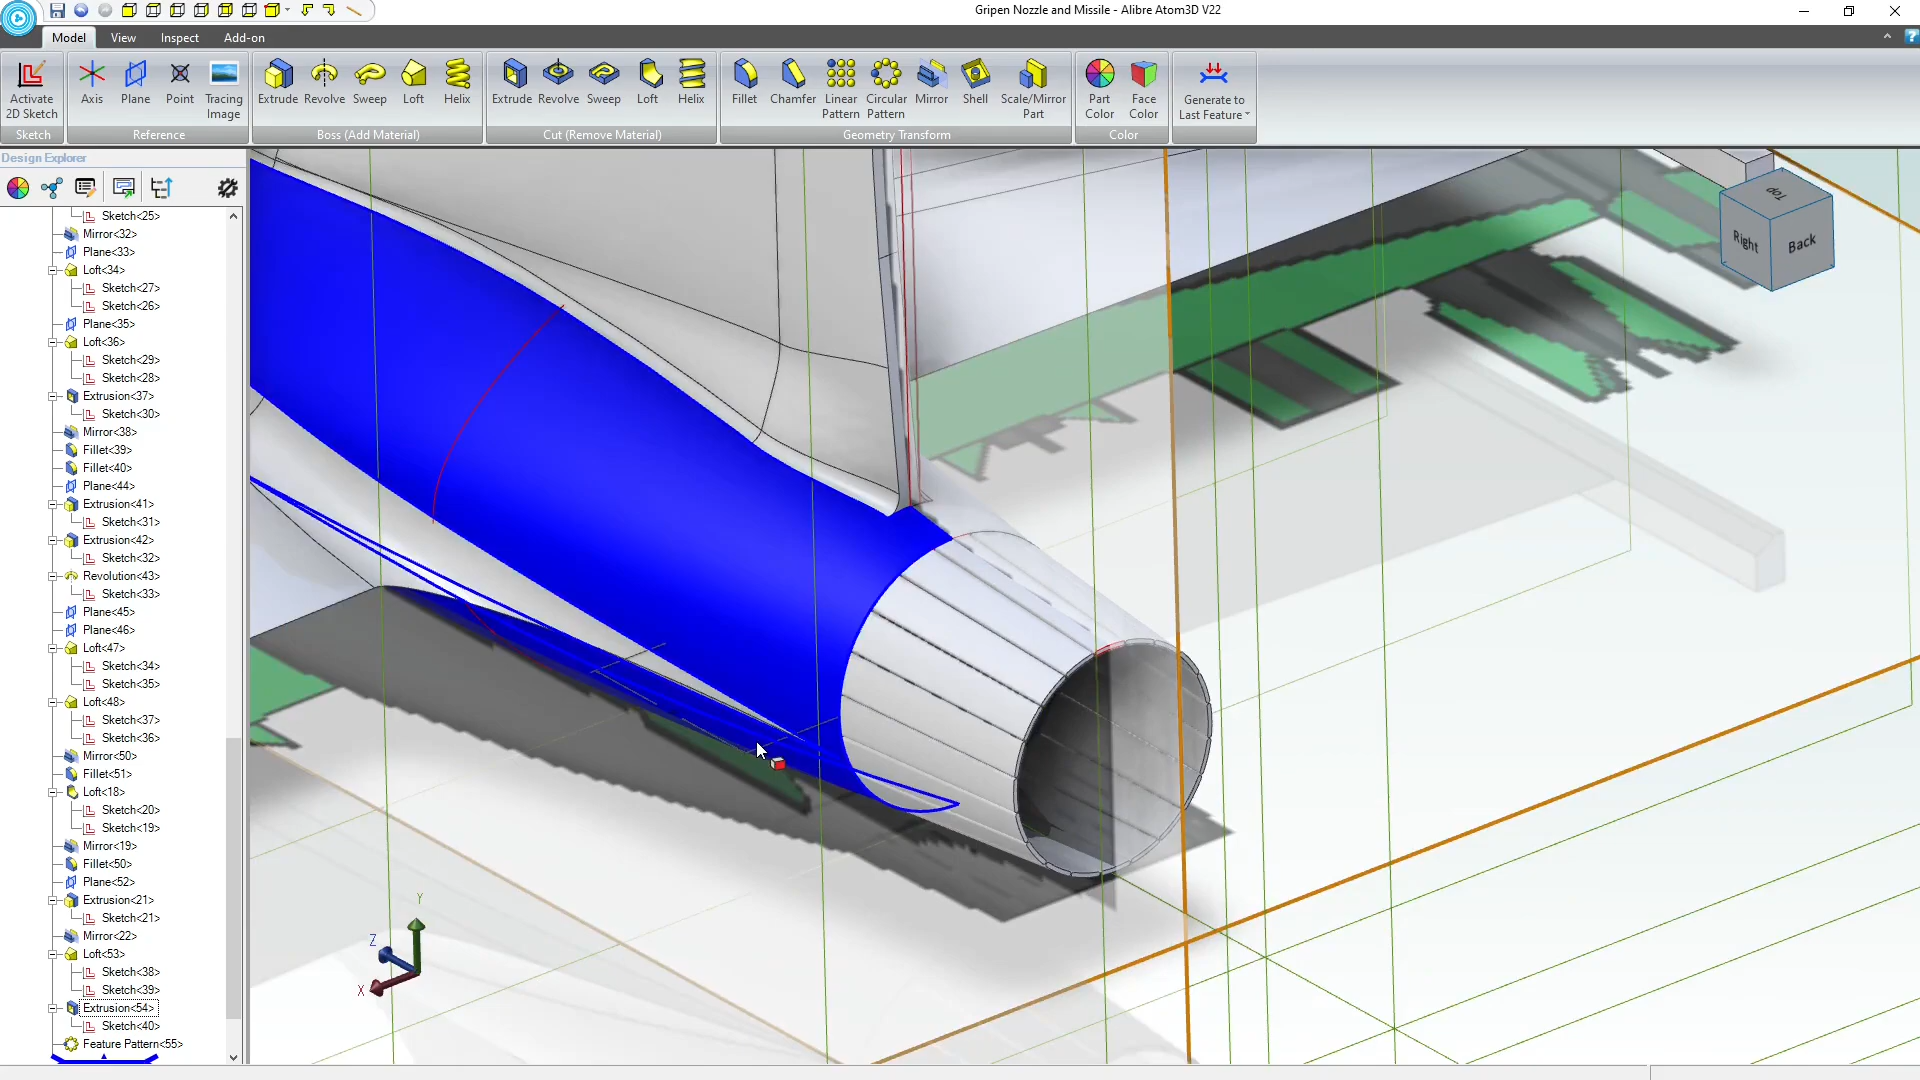 Gripen Nozzle and Missile - Alibre Atom3D V22
Model View Inspect Add-on
Activate 2D Sketch
Axis Plane Point Tracing Image
Extrude Revolve Sweep Loft Helix
Extrude Revolve Sweep Loft Helix
Fillet Chamfer Linear Pattern Circular Pattern Mirror Shell Scale/Mirror Part
Part Color Face Color
Generate to Last Feature
Sketch Reference Boss (Add Material) Cut (Remove Material) Geometry Transform Color
Design Explorer
Sketch<25>
Mirror<32>
Plane<33>
Loft<34>
Sketch<27>
Sketch<26>
Plane<35>
Loft<36>
Sketch<29>
Sketch<28>
Extrusion<37>
Sketch<30>
Mirror<38>
Fillet<39>
Fillet<40>
Plane<44>
Extrusion<41>
Sketch<31>
Extrusion<42>
Sketch<32>
Revolution<43>
Sketch<33>
Plane<45>
Plane<46>
Loft<47>
Sketch<34>
Sketch<35>
Loft<48>
Sketch<37>
Sketch<36>
Mirror<50>
Fillet<51>
Loft<18>
Sketch<20>
Sketch<19>
Mirror<19>
Fillet<50>
Plane<52>
Extrusion<21>
Sketch<21>
Mirror<22>
Loft<53>
Sketch<38>
Sketch<39>
Extrusion<54>
Sketch<40>
Feature Pattern<55>
Top
Right Back
Y
Z
X